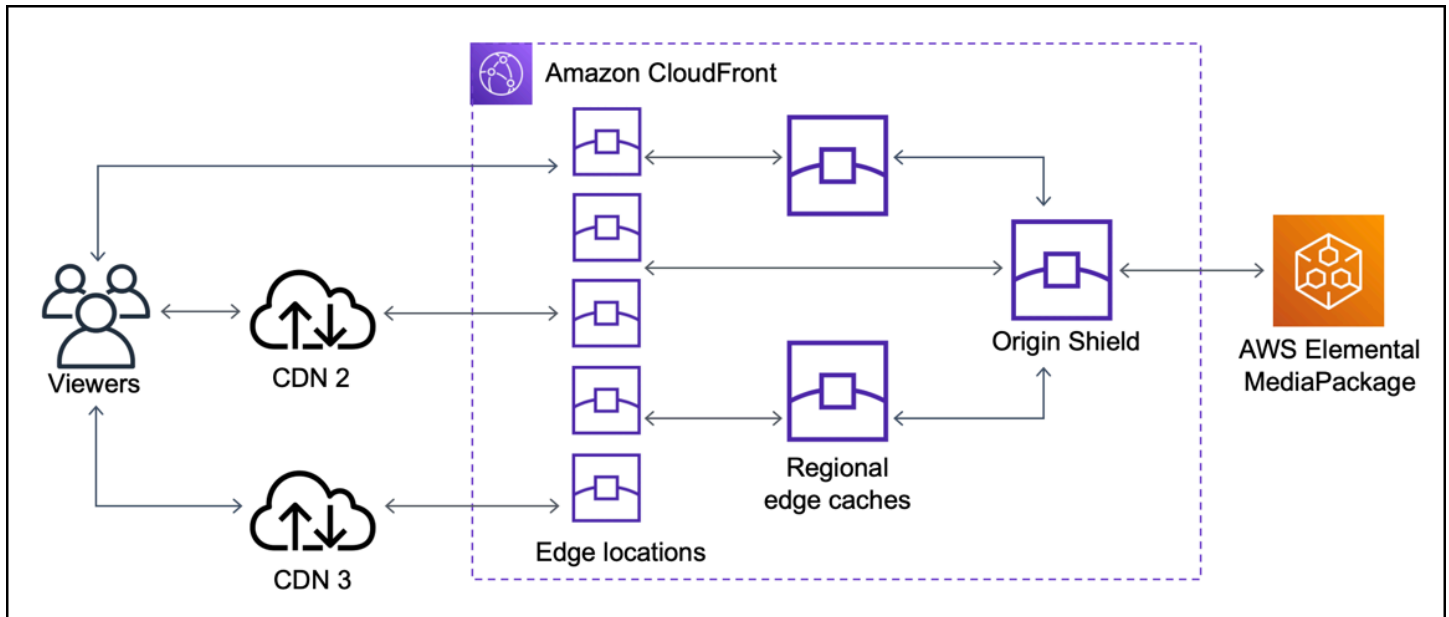 Amazon CloudFront
Viewers
CDN 2
CDN 3
Edge locations
Regional
edge caches
Origin Shield
AWS Elemental
MediaPackage